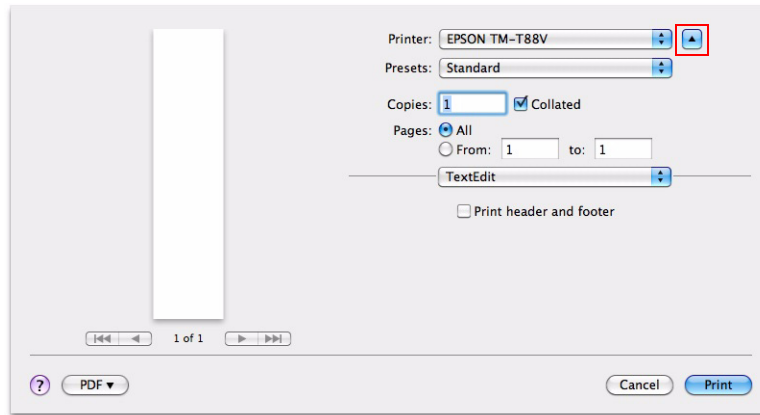 Printer: EPSON TM-T88V
Presets: Standard
Copies: 1 Collated
Pages: All
From: 1 to: 1
TextEdit
Print header and footer
1 of 1
? PDF ▼ Cancel Print